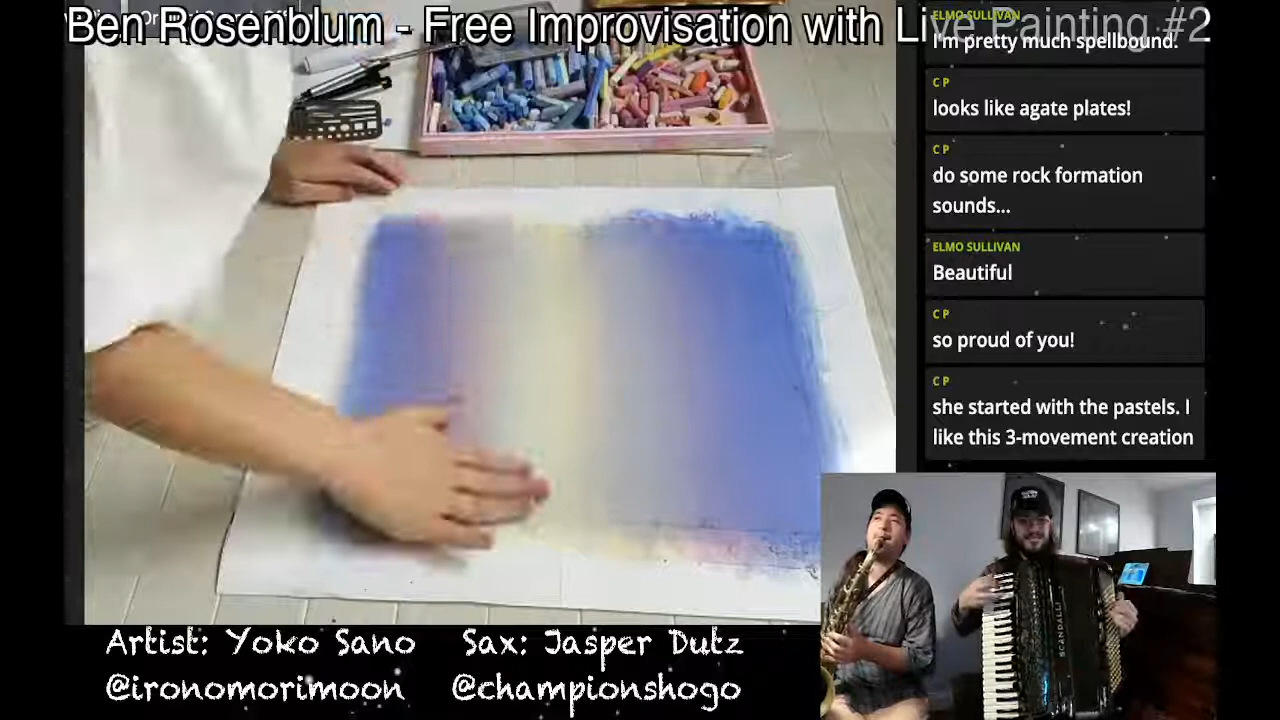 Ben Rosenblum - Free Improvisation with Live Painting #2
ELMO SULLIVAN
I'm pretty much spellbound.
C P
looks like agate plates!
C P
do some rock formation
sounds...
ELMO SULLIVAN
Beautiful
C P
so proud of you!
C P
she started with the pastels. I
like this 3-movement creation
SCANDALLI
Artist: Yoko Sano
Sax: Jasper Dutz
@ironomorimoon
@championshogo